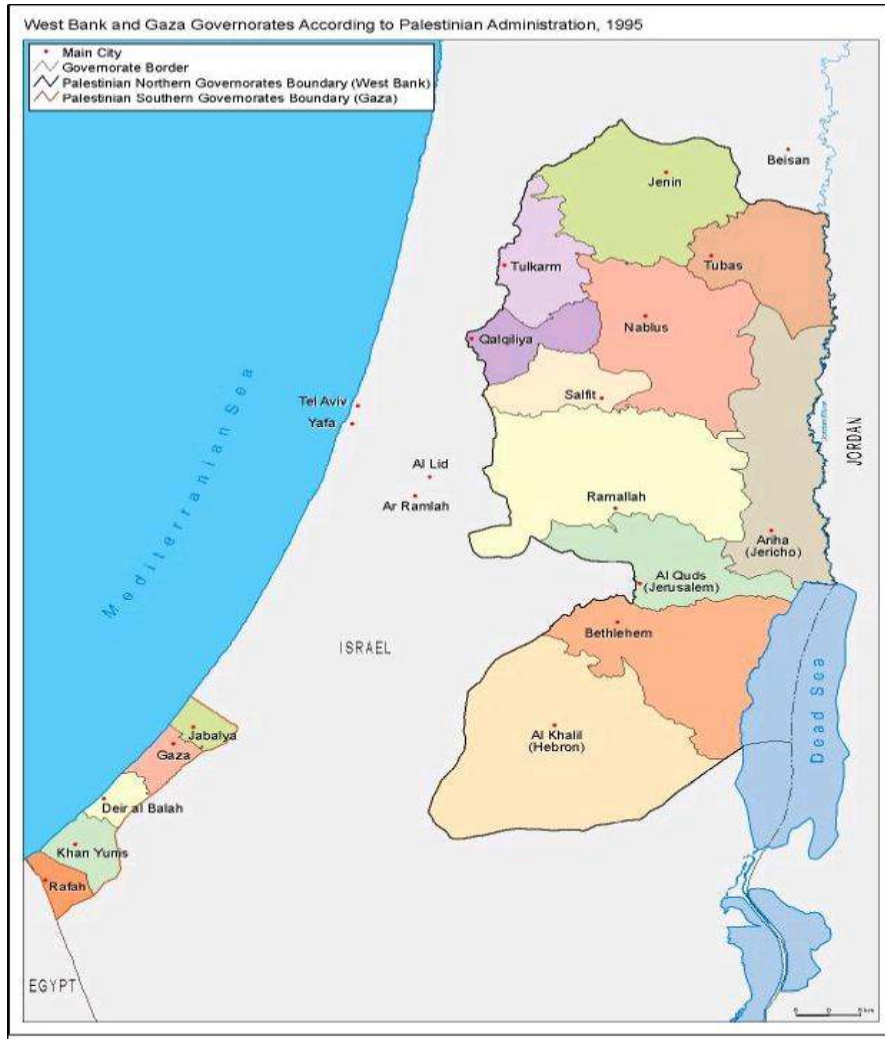 West Bank and Gaza Governorates According to Palestinian Administration, 1995
Main City
Governorate Border
Palestinian Northern Governorates Boundary (West Bank)
Palestinian Southern Governorates Boundary (Gaza)
Beisan
Jenin
Tubas
Tulkarm
Nablus
Qalqiliya
Salfit
Tel Aviv
Yafa
Jordan River
JORDAN
Mediterranian Sea
Al Lid
Ar Ramlah
Ramallah
Ariha
(Jericho)
Al Quds
(Jerusalem)
Bethlehem
ISRAEL
Al Khalil
(Hebron)
Dead Sea
Jabalya
Gaza
Deir al Balah
Khan Yunis
Rafah
EGYPT